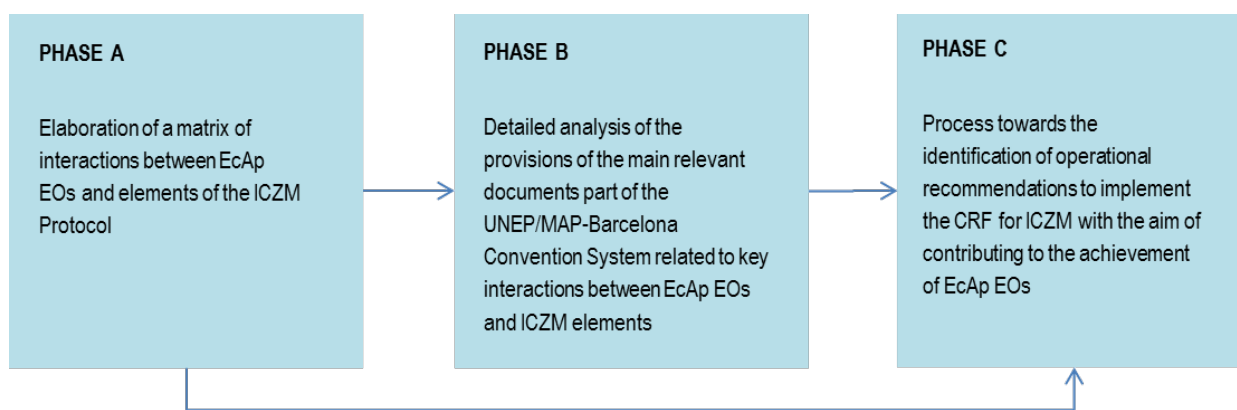 PHASE A
Elaboration of a matrix of
interactions between EcAp
EOs and elements of the ICZM
Protocol
PHASE B
Detailed analysis of the
provisions of the main relevant
documents part of the
UNEP/MAP-Barcelona
Convention System related to key
interactions between EcAp EOs
and ICZM elements
PHASE C
Process towards the
identification of operational
recommendations to implement
the CRF for ICZM with the aim of
contributing to the achievement
of EcAp EOs